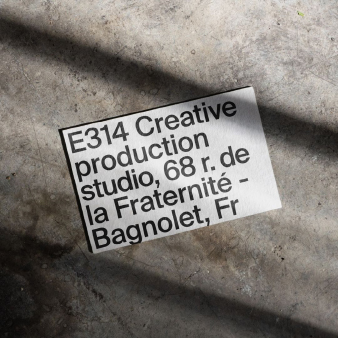 E314 Creative
production
studio, 68 r. de
la Fraternité -
Bagnolet, Fr